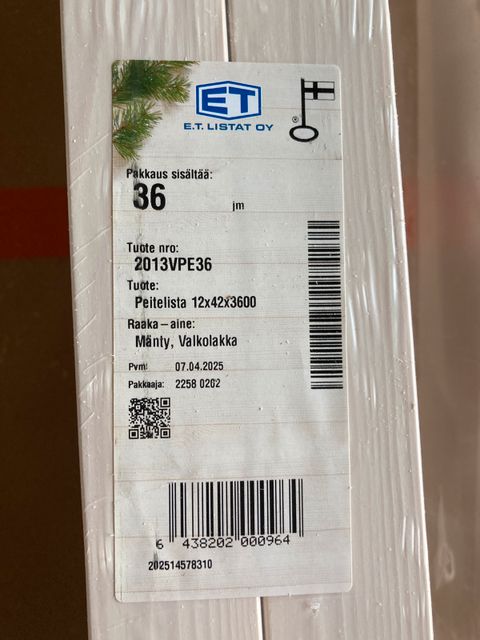 ET
E.T. LISTAT OY
®
Pakkaus sisältää:
36 jm
Tuote nro:
2013VPE36
Tuote:
Peitelista 12x42x3600
Raaka-aine:
Mänty, Valkolakka
Pvm: 07.04.2025
Pakkaaja: 2258 0202
6 438202 000964
202514578310